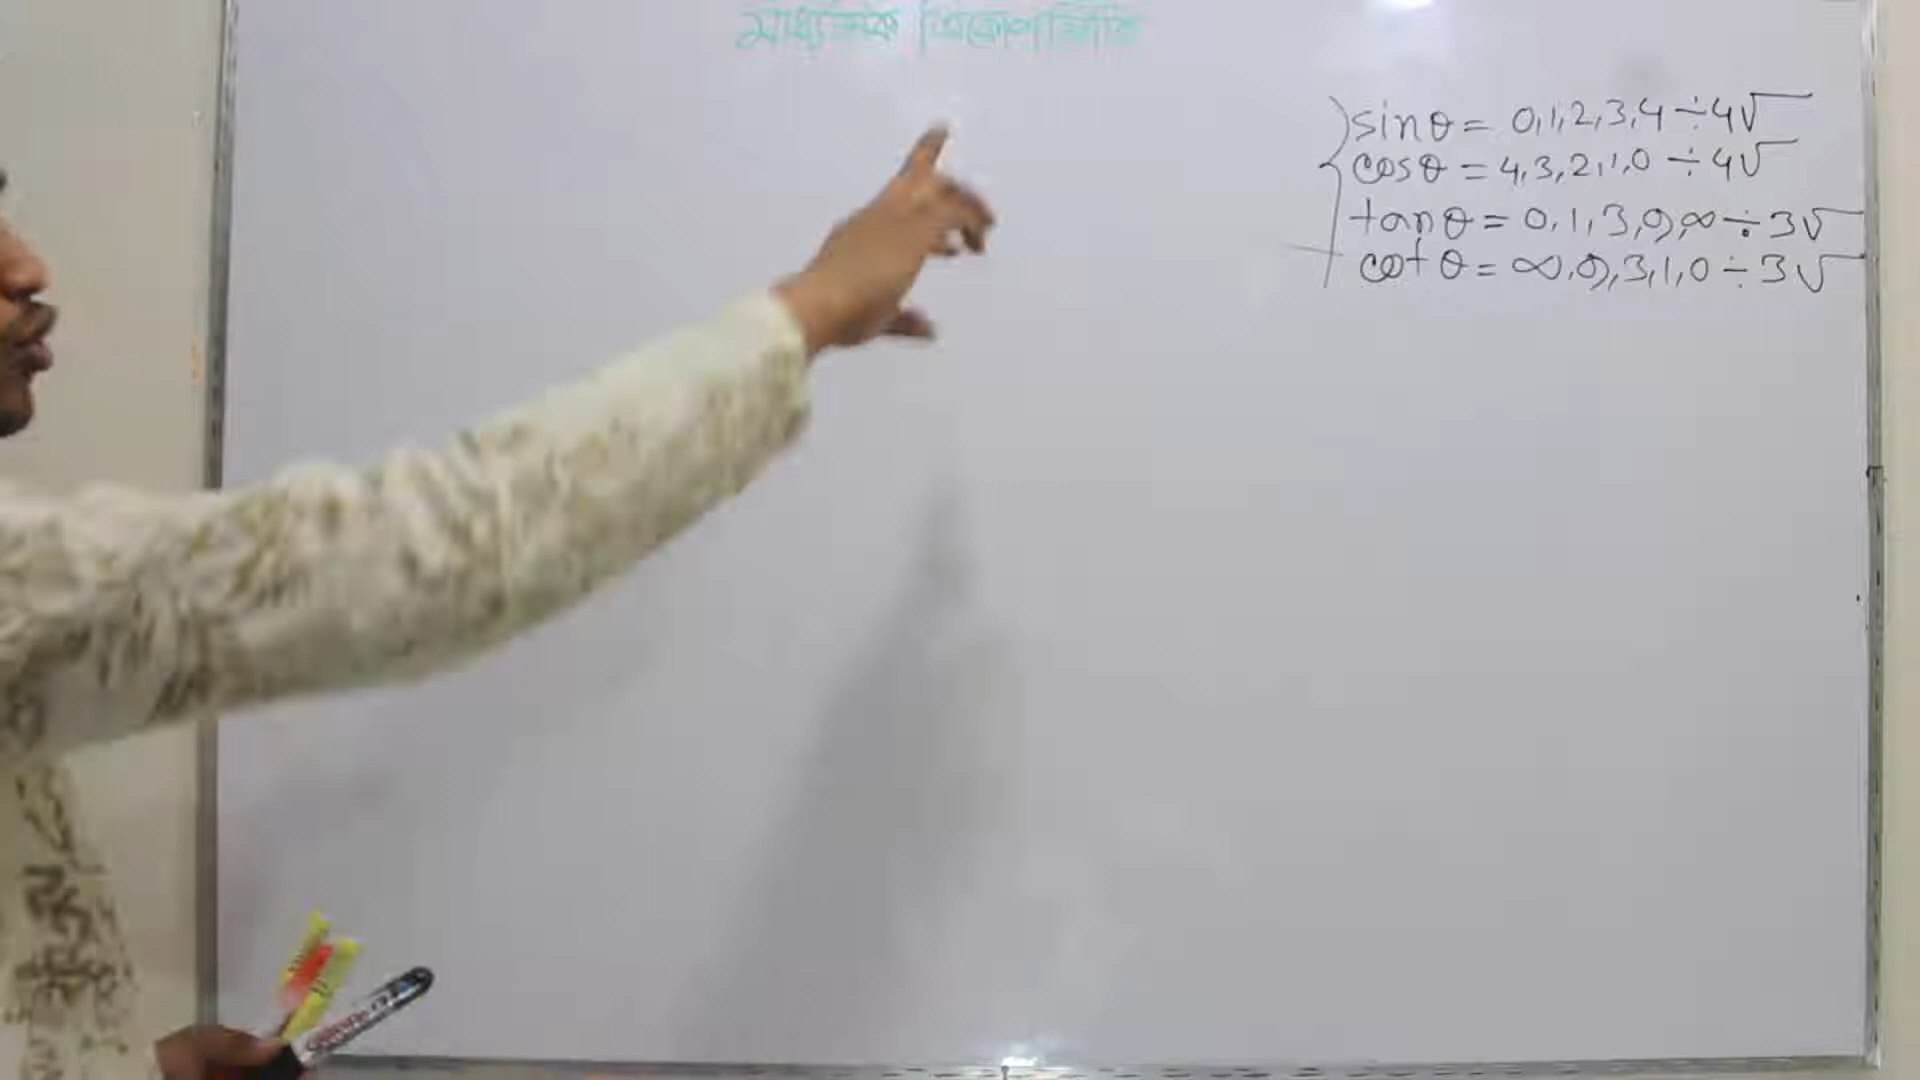 মাধ্যমিক ত্রিকোণমিতি
sinθ = 0,1,2,3,4 ÷ 4√
cosθ = 4,3,2,1,0 ÷ 4√
tanθ = 0,1,3,9,∞ ÷ 3√
cotθ = ∞,9,3,1,0 ÷ 3√